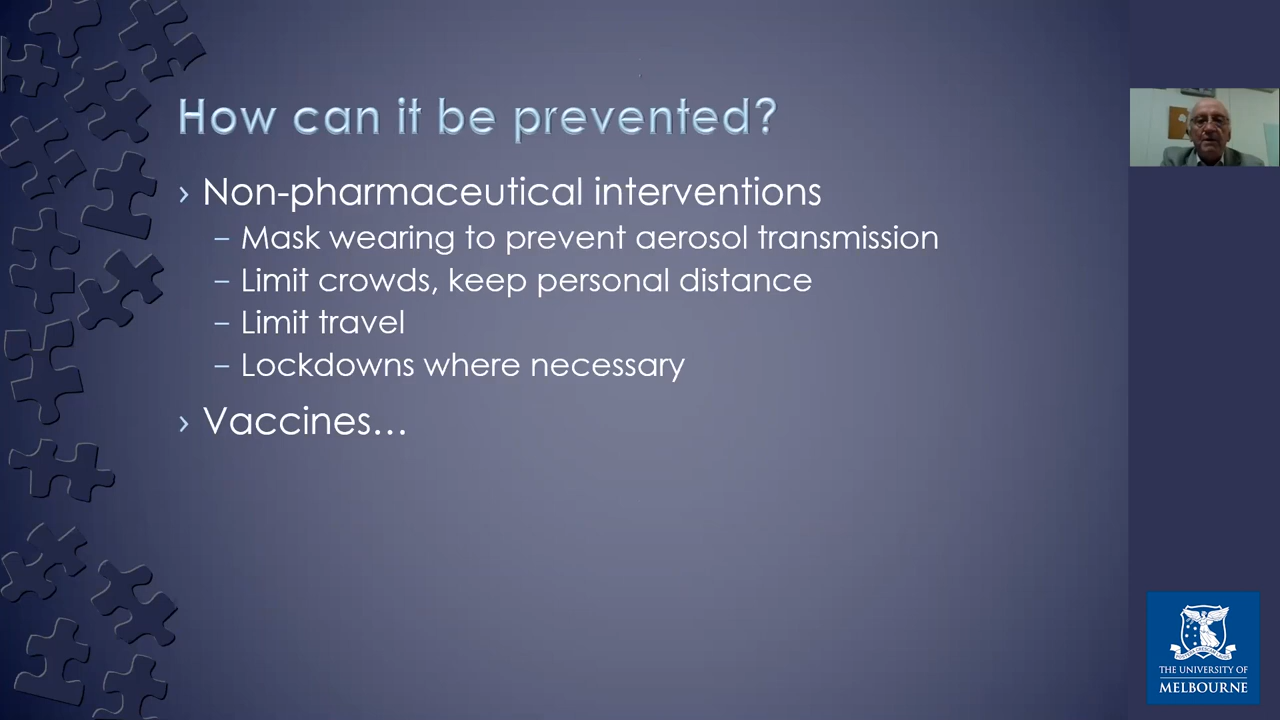 How can it be prevented?
› Non-pharmaceutical interventions
– Mask wearing to prevent aerosol transmission
– Limit crowds, keep personal distance
– Limit travel
– Lockdowns where necessary
› Vaccines…
THE UNIVERSITY OF
MELBOURNE